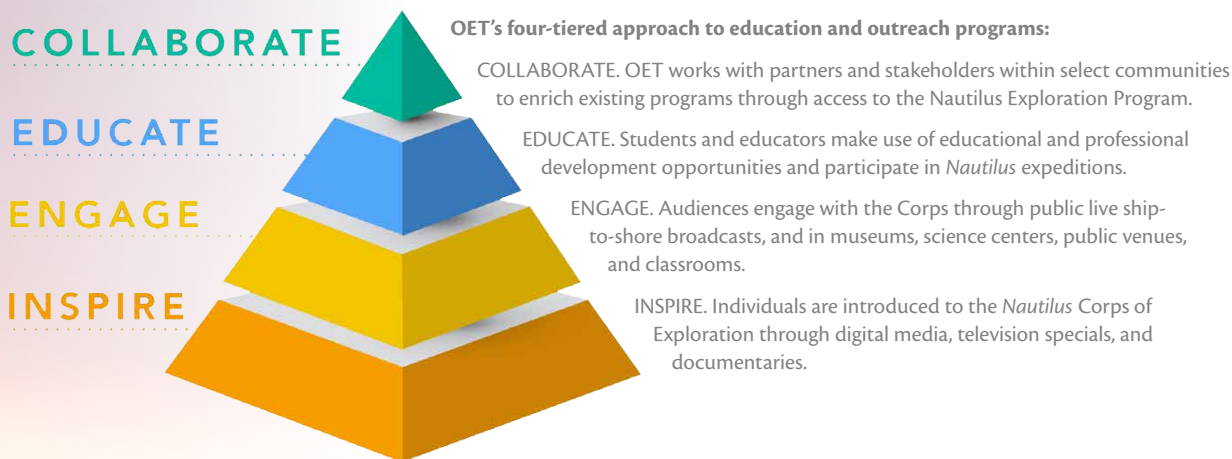 COLLABORATE
EDUCATE
ENGAGE
INSPIRE
OET’s four-tiered approach to education and outreach programs:
COLLABORATE. OET works with partners and stakeholders within select communities
to enrich existing programs through access to the Nautilus Exploration Program.
EDUCATE. Students and educators make use of educational and professional
development opportunities and participate in Nautilus expeditions.
ENGAGE. Audiences engage with the Corps through public live ship-
to-shore broadcasts, and in museums, science centers, public venues,
and classrooms.
INSPIRE. Individuals are introduced to the Nautilus Corps of
Exploration through digital media, television specials, and
documentaries.